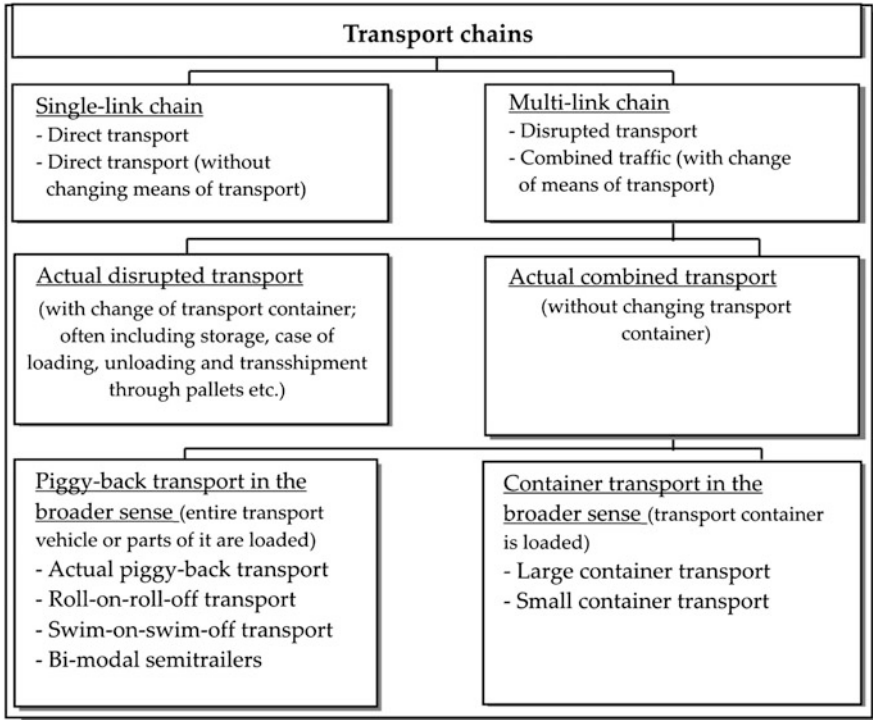 Transport chains
Single-link chain
- Direct transport
- Direct transport (without
changing means of transport)
Multi-link chain
- Disrupted transport
- Combined traffic (with change
of means of transport)
Actual disrupted transport
(with change of transport container;
often including storage, case of
loading, unloading and transshipment
through pallets etc.)
Actual combined transport
(without changing transport
container)
Piggy-back transport in the
broader sense (entire transport
vehicle or parts of it are loaded)
- Actual piggy-back transport
- Roll-on-roll-off transport
- Swim-on-swim-off transport
- Bi-modal semitrailers
Container transport in the
broader sense (transport container
is loaded)
- Large container transport
- Small container transport